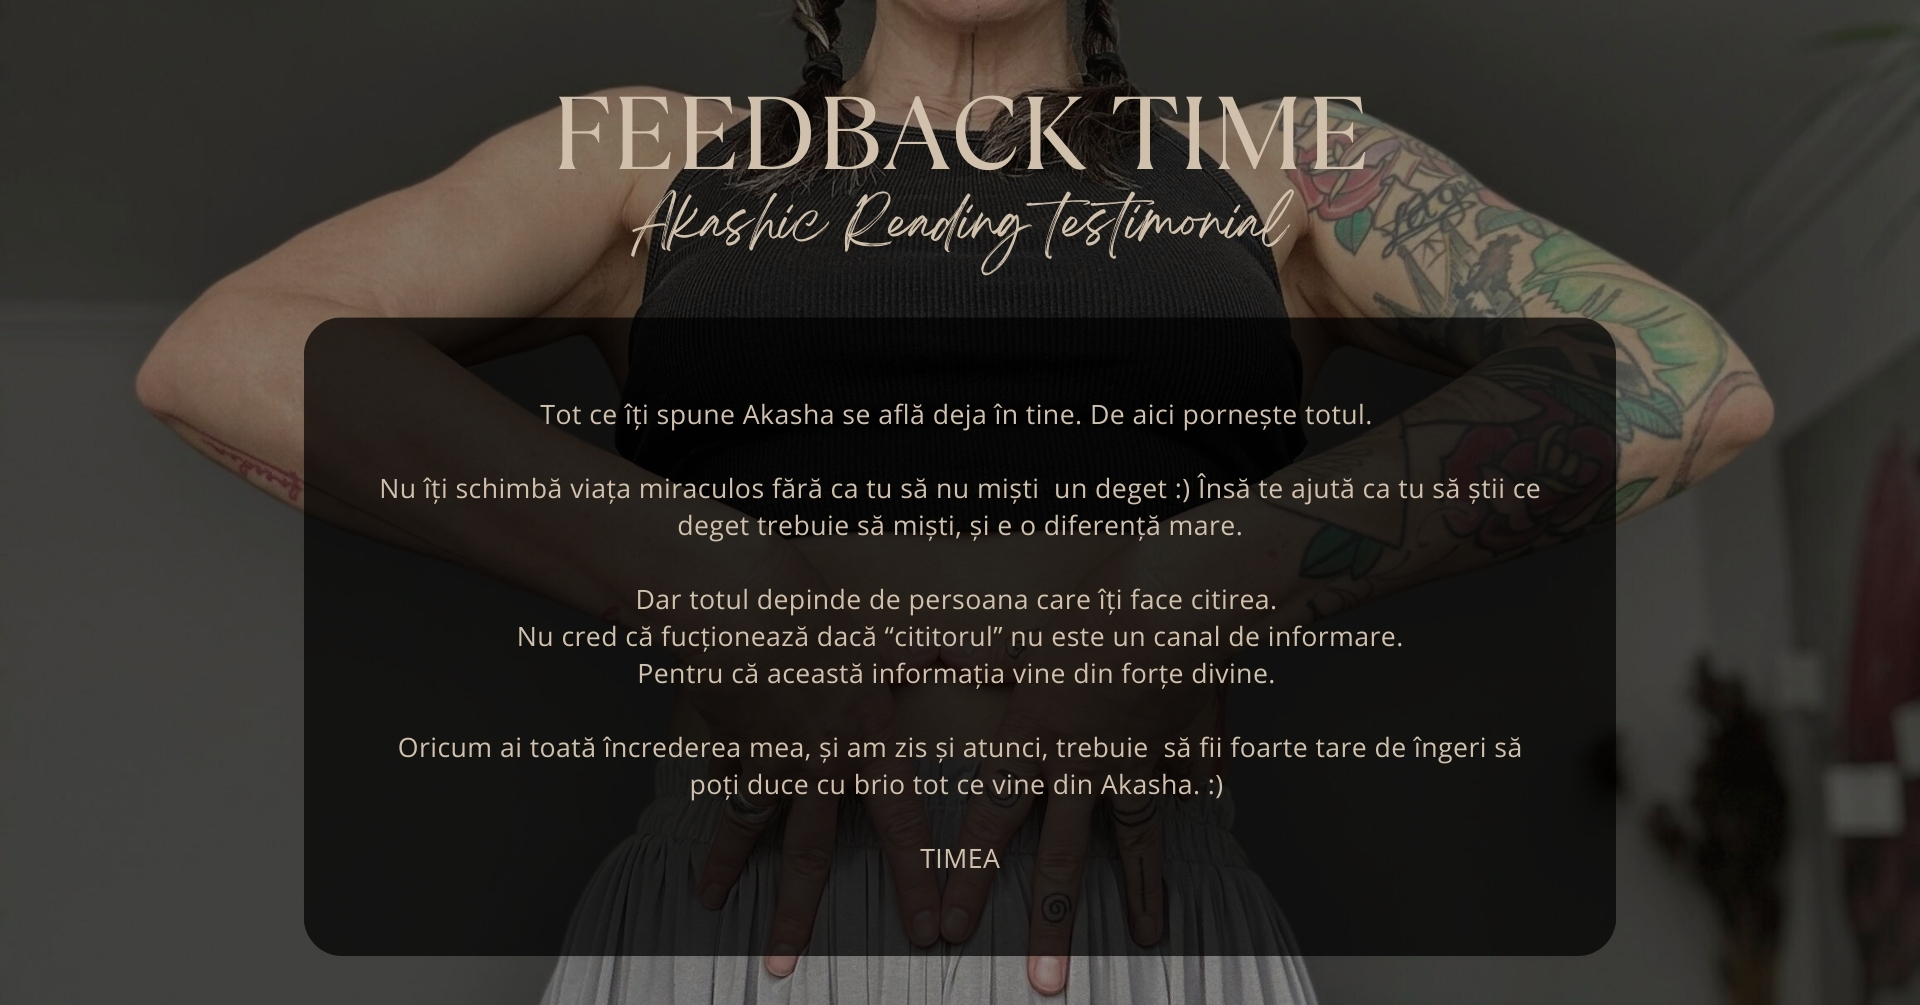 FEEDBACK TIME
Akashic Reading testimonial
Tot ce îți spune Akasha se află deja în tine. De aici pornește totul.
Nu îți schimbă viața miraculos fără ca tu să nu miști  un deget :) Însă te ajută ca tu să știi ce
deget trebuie să miști, și e o diferență mare.
Dar totul depinde de persoana care îți face citirea.
Nu cred că fucționează dacă “cititorul” nu este un canal de informare.
Pentru că această informația vine din forțe divine.
Oricum ai toată încrederea mea, și am zis și atunci, trebuie  să fii foarte tare de îngeri să
poți duce cu brio tot ce vine din Akasha. :)
TIMEA